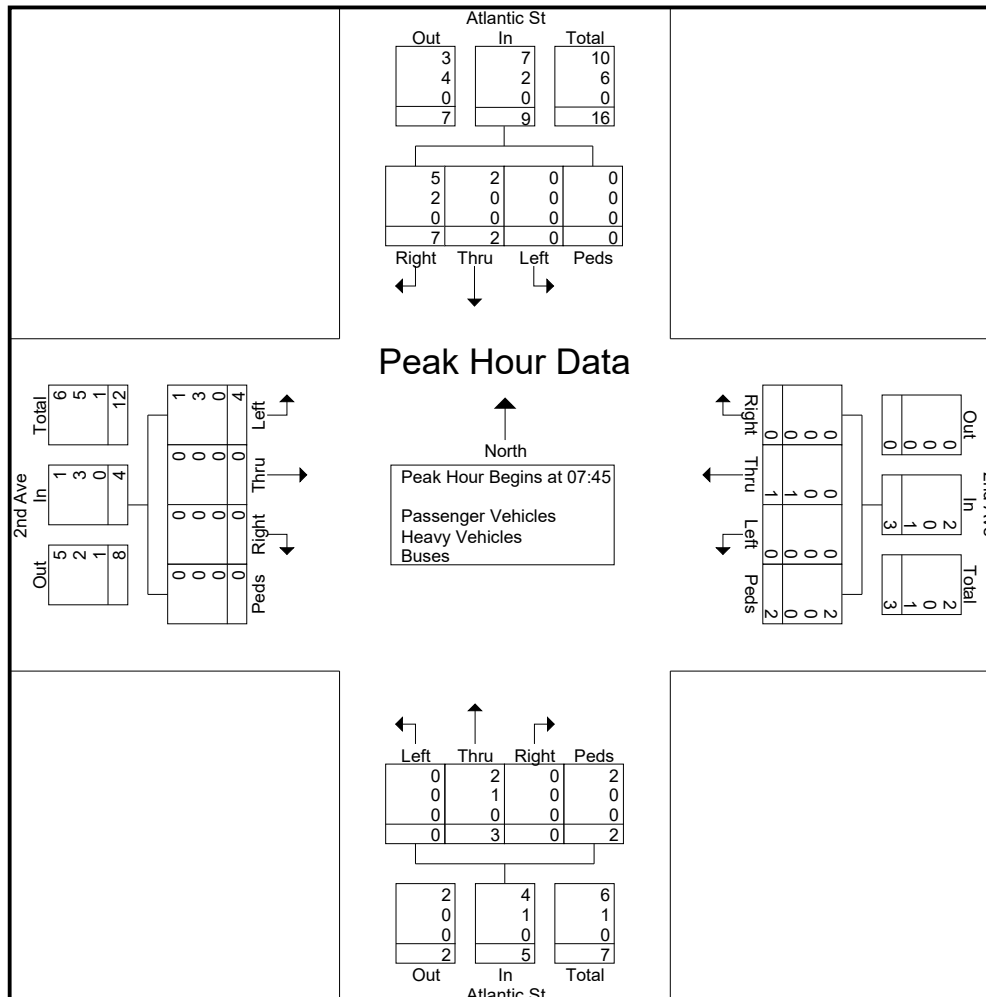 Atlantic St
Out In Total
3 7 10
4 2 6
0 0 0
7 9 16
5 2 0 0
2 0 0 0
0 0 0 0
7 2 0 0
Right Thru Left Peds
Peak Hour Data
2nd Ave
Out In Total
5 1 6
2 3 5
1 0 1
8 4 12
0 0 0 1
0 0 0 3
0 0 0 0
0 0 0 4
Peds Right Thru Left
North
Peak Hour Begins at 07:45
Passenger Vehicles
Heavy Vehicles
Buses
Out In Total
0 2 2
0 0 0
0 1 1
0 3 3
0 0 0 2
0 0 0 0
0 1 0 0
0 1 0 2
Right Thru Left Peds
Left Thru Right Peds
0 2 0 2
0 1 0 0
0 0 0 0
0 3 0 2
2 4 6
0 1 1
0 0 0
2 5 7
Out In Total
Atlantic St